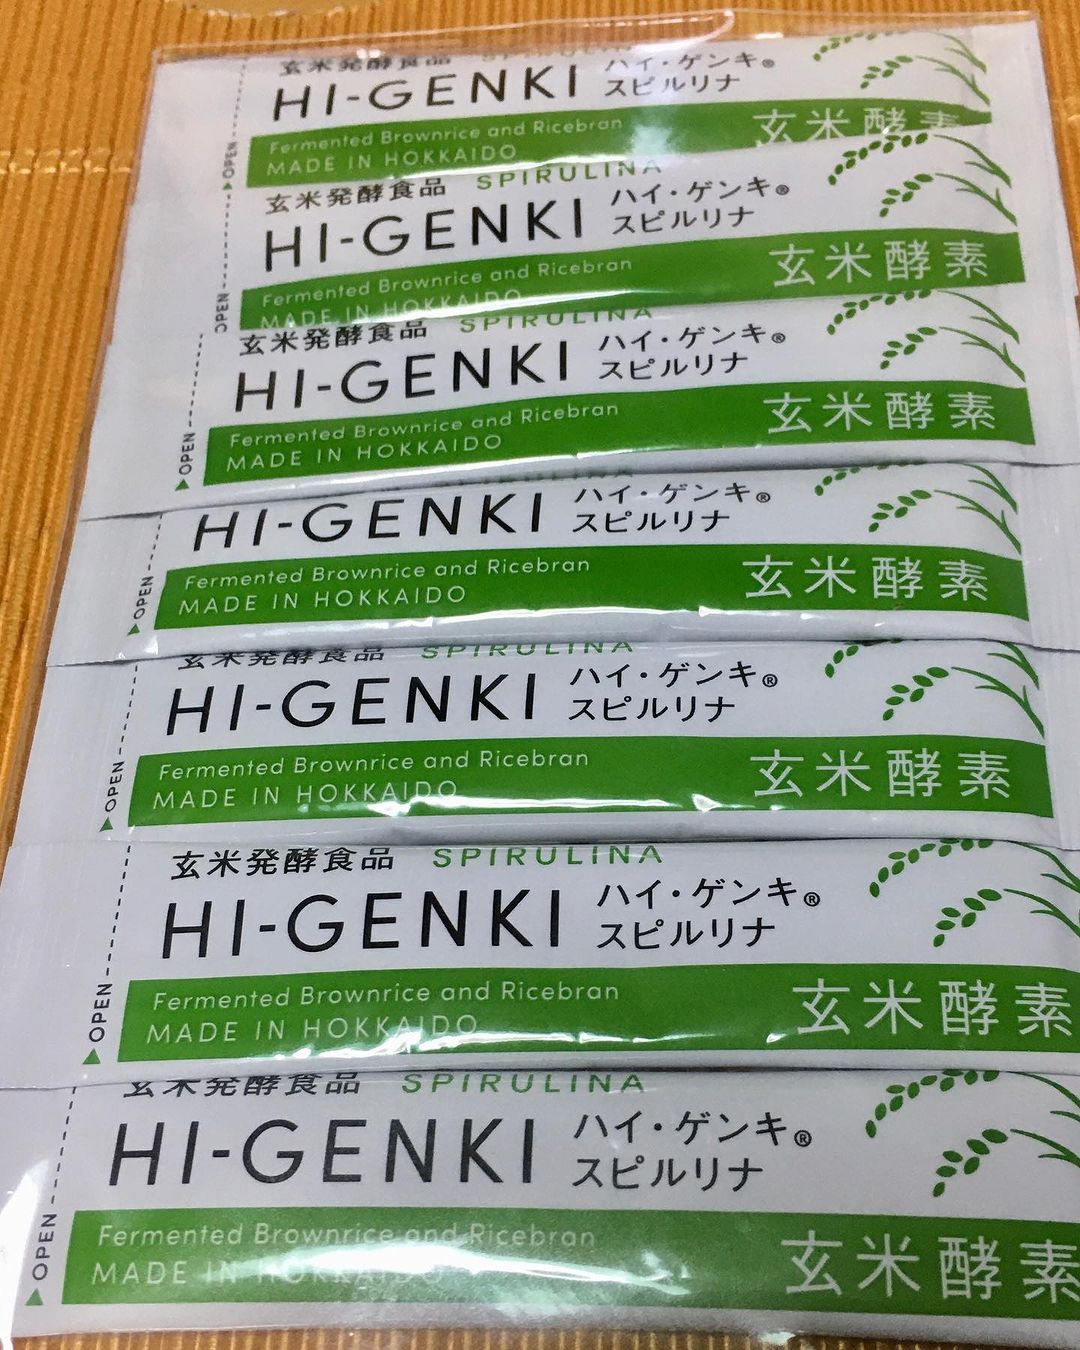 玄米発酵食品 SPIRULINA
HI-GENKI ハイ・ゲンキ®
スピルリナ
Fermented Brownrice and Ricebran
MADE IN HOKKAIDO
玄米酵素
OPEN
玄米発酵食品 SPIRULINA
HI-GENKI ハイ・ゲンキ®
スピルリナ
Fermented Brownrice and Ricebran
MADE IN HOKKAIDO
玄米酵素
OPEN
玄米発酵食品 SPIRULINA
HI-GENKI ハイ・ゲンキ®
スピルリナ
Fermented Brownrice and Ricebran
MADE IN HOKKAIDO
玄米酵素
OPEN
HI-GENKI ハイ・ゲンキ®
スピルリナ
Fermented Brownrice and Ricebran
MADE IN HOKKAIDO
玄米酵素
OPEN
玄米発酵食品 SPIRULINA
HI-GENKI ハイ・ゲンキ®
スピルリナ
Fermented Brownrice and Ricebran
MADE IN HOKKAIDO
玄米酵素
OPEN
玄米発酵食品 SPIRULINA
HI-GENKI ハイ・ゲンキ®
スピルリナ
Fermented Brownrice and Ricebran
MADE IN HOKKAIDO
玄米酵素
OPEN
玄米発酵食品 SPIRULINA
HI-GENKI ハイ・ゲンキ®
スピルリナ
Fermented Brownrice and Ricebran
MADE IN HOKKAIDO
玄米酵素
OPEN